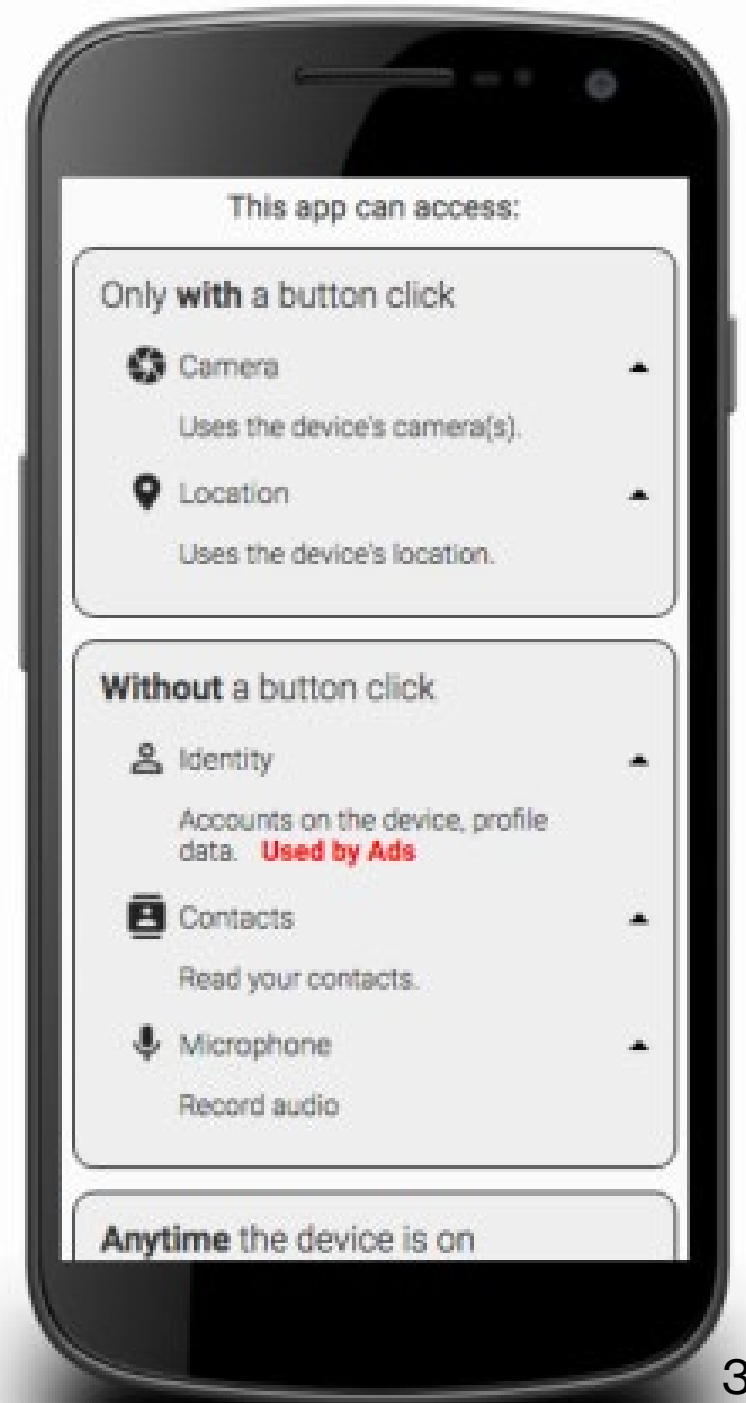 This app can access:
Only with a button click
Camera
Uses the device's camera(s).
Location
Uses the device's location.
Without a button click
Identity
Accounts on the device, profile
data. Used by Ads
Contacts
Read your contacts.
Microphone
Record audio
Anytime the device is on
3